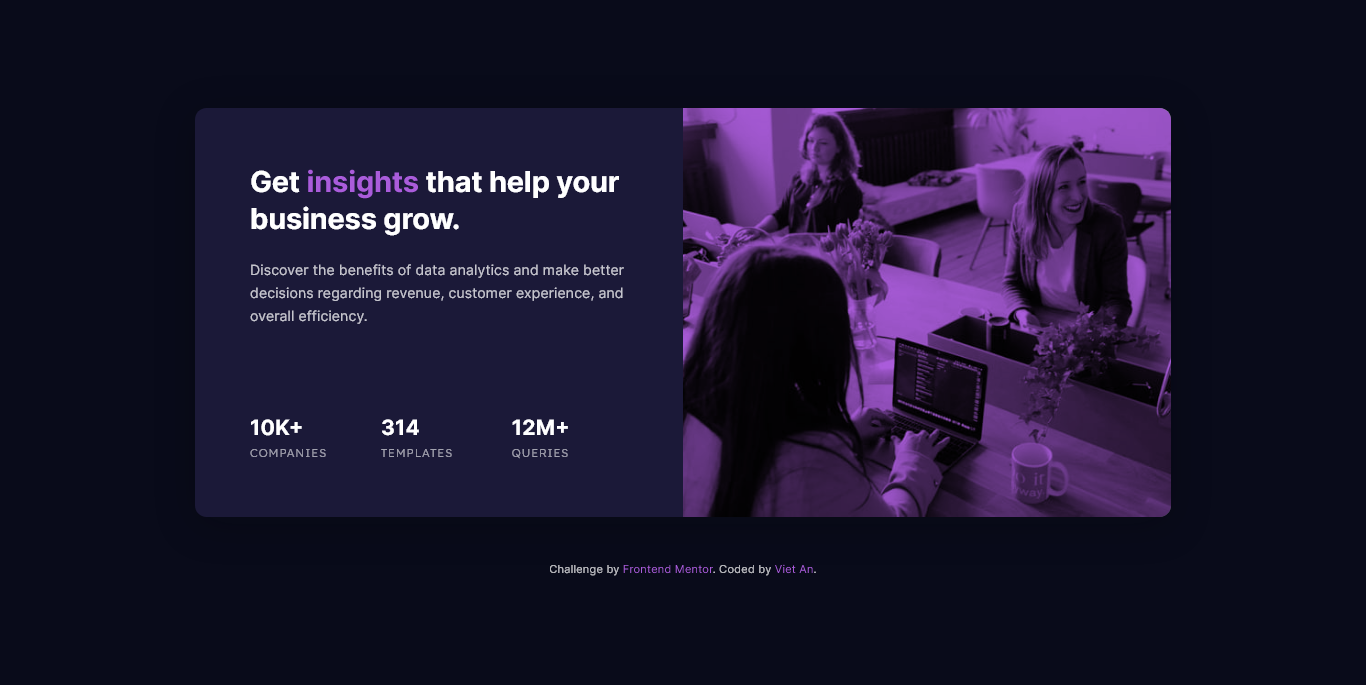 Get insights that help your
business grow.
Discover the benefits of data analytics and make better
decisions regarding revenue, customer experience, and
overall efficiency.
10K+ 314 12M+
COMPANIES TEMPLATES QUERIES
Challenge by Frontend Mentor. Coded by Viet An.